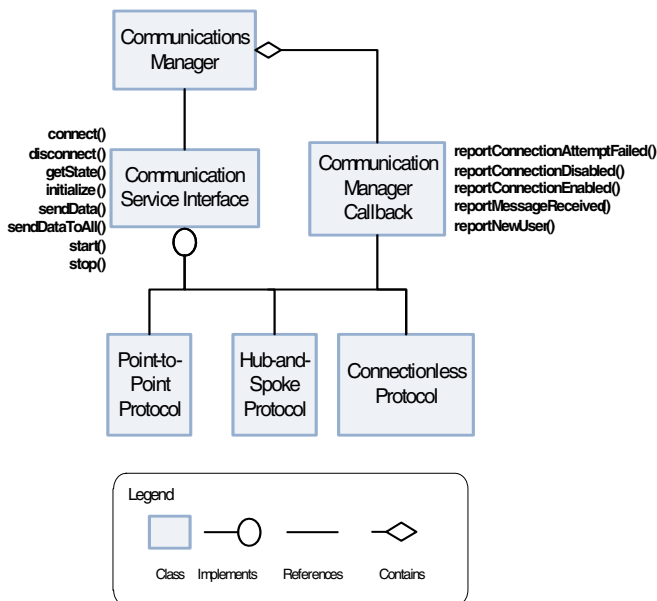 Communications
Manager
connect()
disconnect()
getState()
initialize()
sendData()
sendDataToAll()
start()
stop()
Communication
Service Interface
Communication
Manager
Callback
reportConnectionAttemptFailed()
reportConnectionDisabled()
reportConnectionEnabled()
reportMessageReceived()
reportNewUser()
Point-to-
Point
Protocol
Hub-and-
Spoke
Protocol
Connectionless
Protocol
Legend
Class
Implements
References
Contains